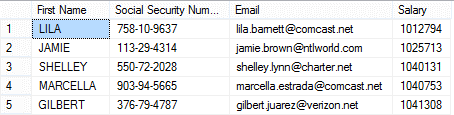 First Name Social Security Num... Email Salary
1 LILA 758-10-9637 lila.barnett@comcast.net 1012794
2 JAMIE 113-29-4314 jamie.brown@ntlworld.com 1025713
3 SHELLEY 550-72-2028 shelley.lynn@charter.net 1040131
4 MARCELLA 903-94-5665 marcella.estrada@comcast.net 1040753
5 GILBERT 376-79-4787 gilbert.juarez@verizon.net 1041308